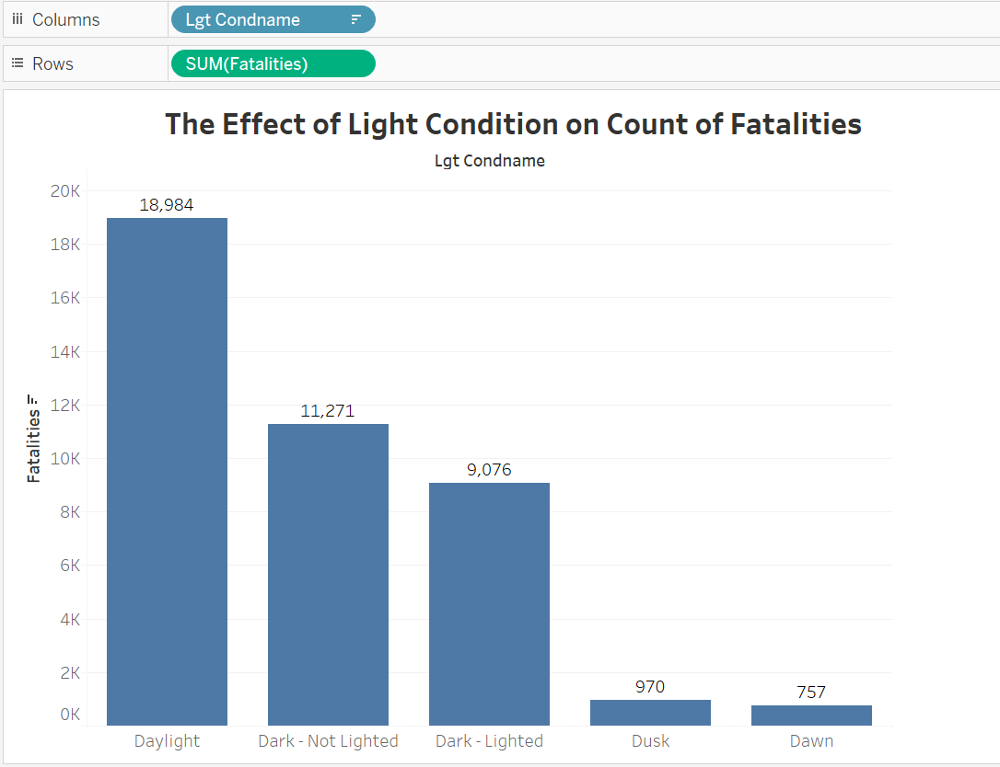 Columns
Lgt Condname
Rows
SUM(Fatalities)
The Effect of Light Condition on Count of Fatalities
Lgt Condname
20K
18K
16K
14K
12K
10K
8K
6K
4K
2K
0K
Fatalities
18,984
11,271
9,076
970
757
Daylight
Dark - Not Lighted
Dark - Lighted
Dusk
Dawn